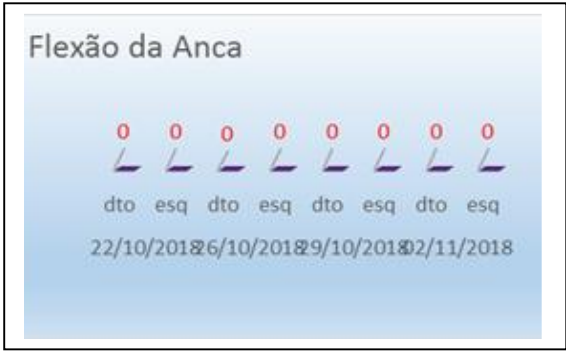 Flexão da Anca
0 0 0 0 0 0 0 0
dto esq dto esq dto esq dto esq
22/10/2018 26/10/2018 29/10/2018 02/11/2018